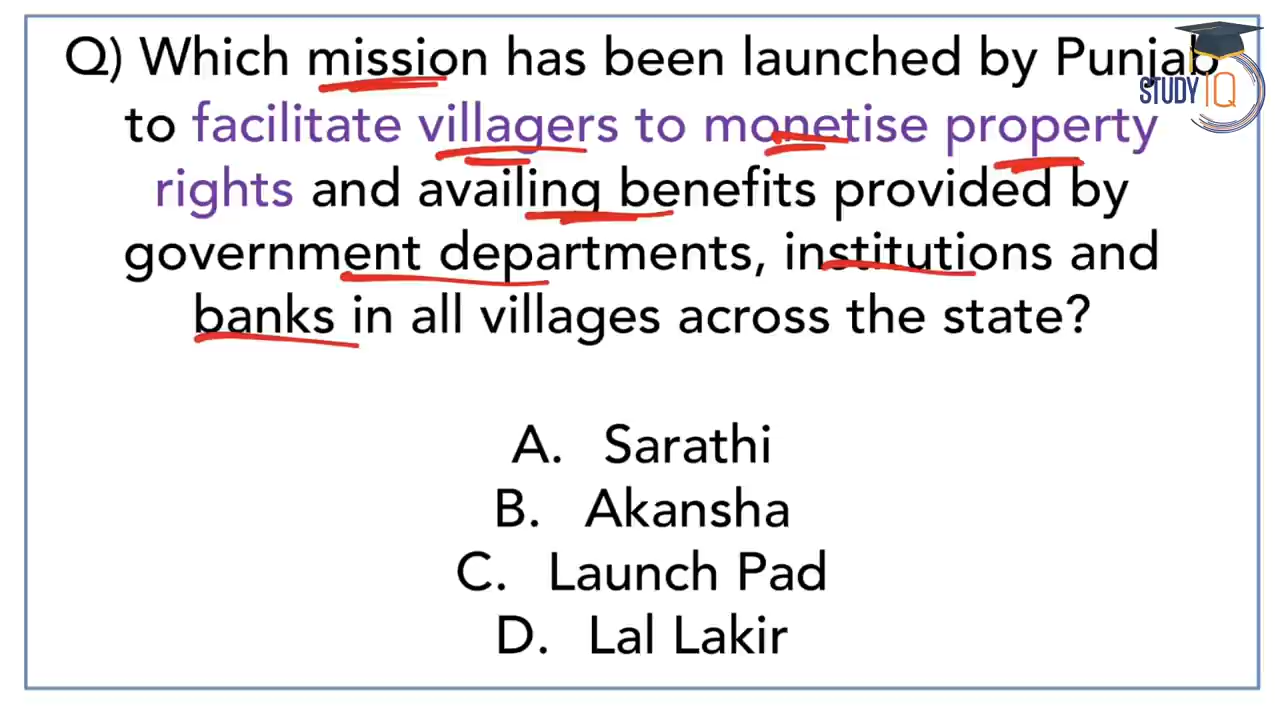 Q) Which mission has been launched by Punjab
to facilitate villagers to monetise property
rights and availing benefits provided by
government departments, institutions and
banks in all villages across the state?
STUDY IQ
A. Sarathi
B. Akansha
C. Launch Pad
D. Lal Lakir